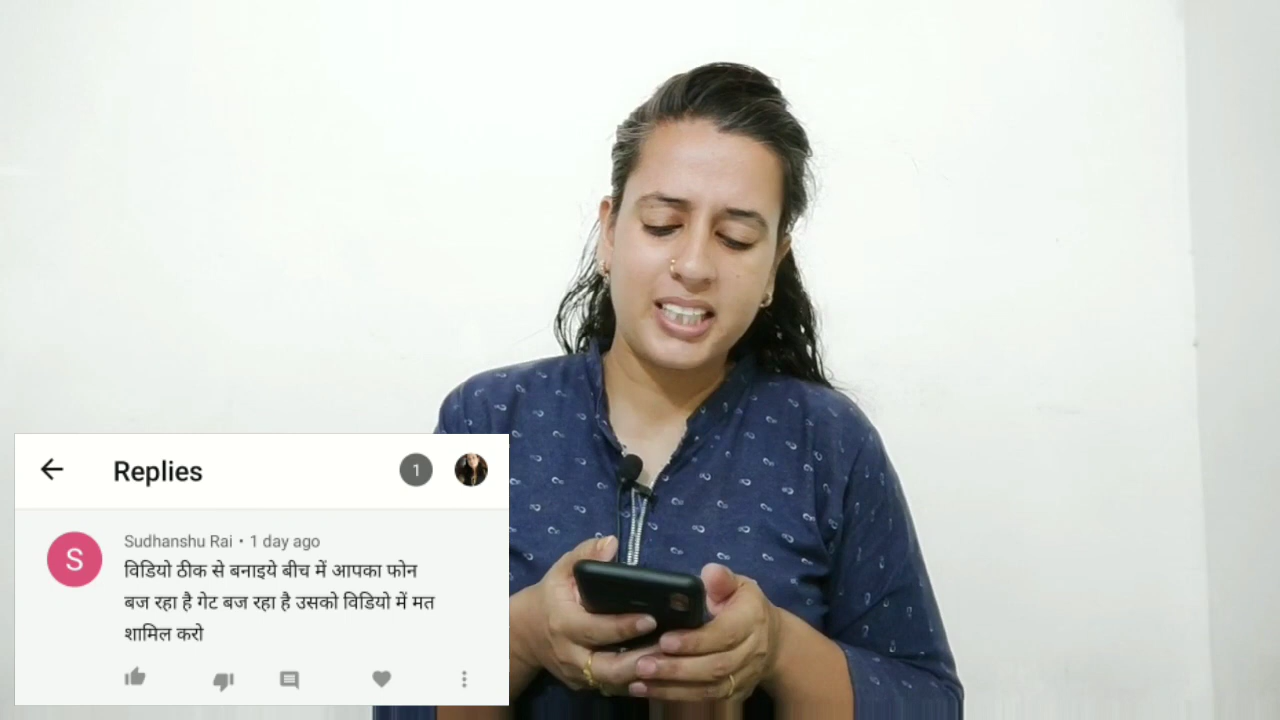 Replies
1
S
Sudhanshu Rai • 1 day ago
विडियो ठीक से बनाइये बीच में आपका फोन
बज रहा है गेट बज रहा है उसको विडियो में मत
शामिल करो